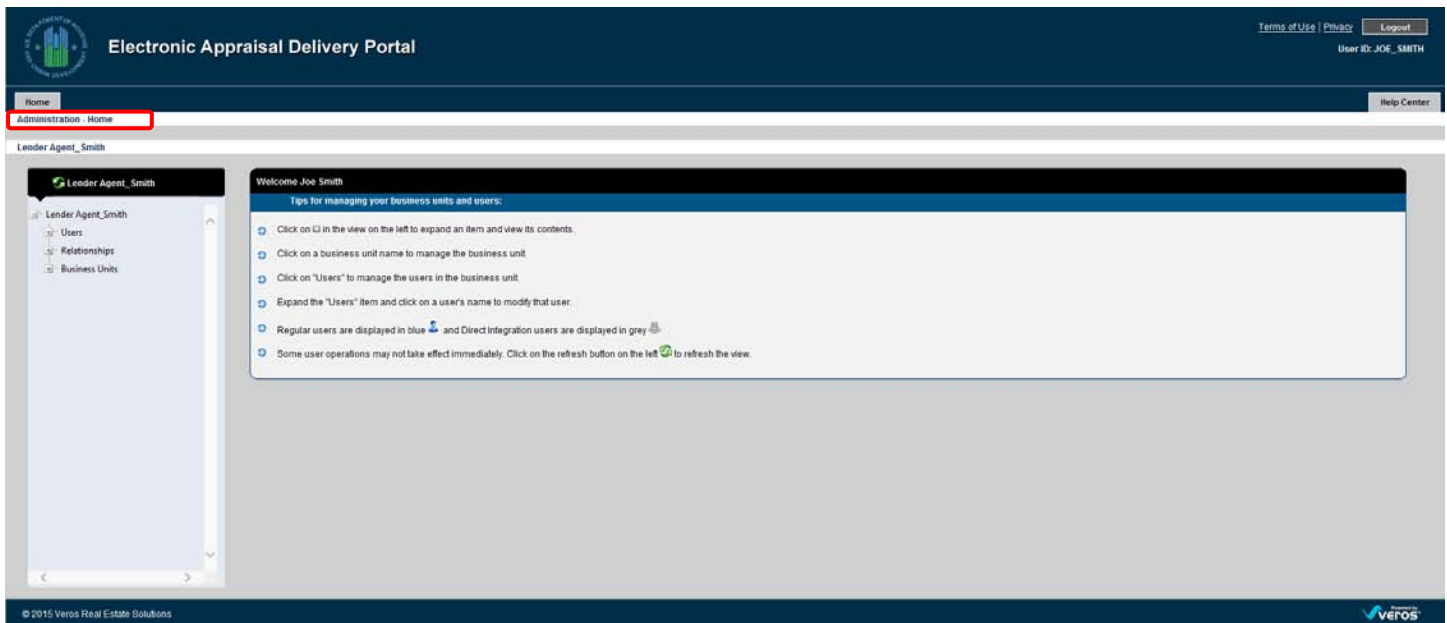 Terms of Use | Privacy Logout
Electronic Appraisal Delivery Portal
User ID: JOE_SMITH
Home Help Center
Administration - Home
Lender Agent_Smith
Lender Agent_Smith
Lender Agent_Smith
Users
Relationships
Business Units
Welcome Joe Smith
Tips for managing your business units and users:
Click on in the view on the left to expand an item and view its contents.
Click on a business unit name to manage the business unit
Click on "Users" to manage the users in the business unit
Expand the "Users" item and click on a user's name to modify that user.
Regular users are displayed in blue and Direct Integration users are displayed in grey
Some user operations may not take effect immediately. Click on the refresh button on the left to refresh the view.
© 2015 Veros Real Estate Solutions
Powered by
veros